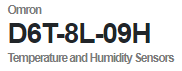 Omron
D6T-8L-09H
Temperature and Humidity Sensors